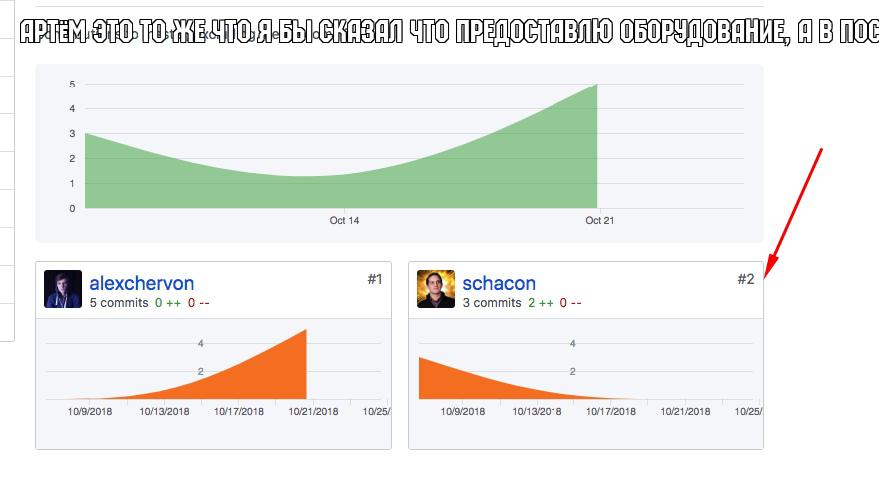 АРТЁМ ЭТО ТО ЖЕ ЧТО Я БЫ СКАЗАЛ ЧТО ПРЕДОСТАВЛЮ ОБОРУДОВАНИЕ, А В ПОС
5
4
3
2
1
0
Oct 14
Oct 21
alexchervon #1
5 commits 0 ++ 0 --
4
2
10/9/2018 10/13/2018 10/17/2018 10/21/2018 10/25/
schacon #2
3 commits 2 ++ 0 --
4
2
10/9/2018 10/13/2018 10/17/2018 10/21/2018 10/25/